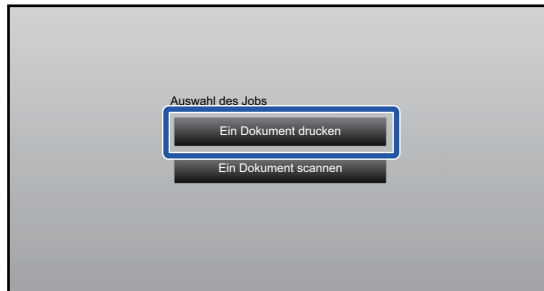 Auswahl des Jobs
Ein Dokument drucken
Ein Dokument scannen